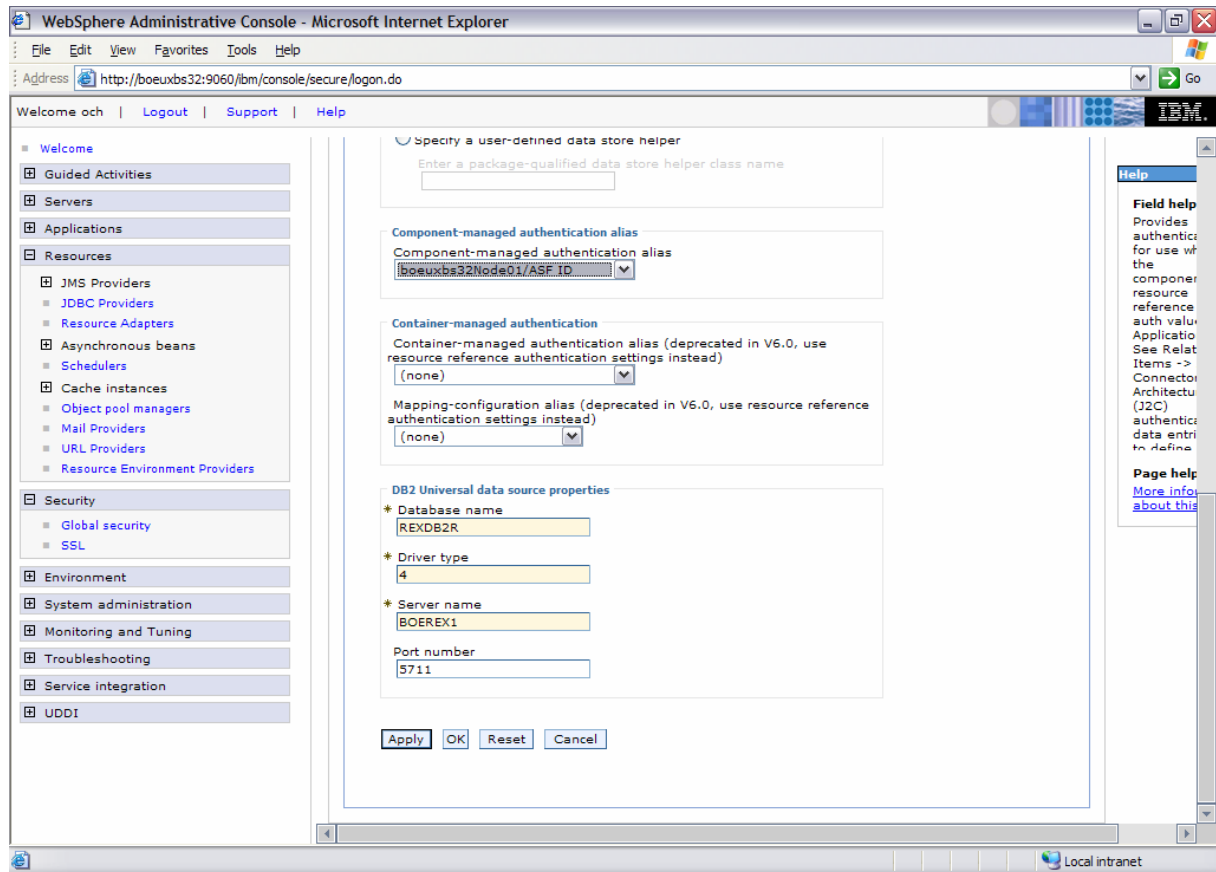 WebSphere Administrative Console - Microsoft Internet Explorer
File Edit View Favorites Tools Help
Address http://boeuxbs32:9060/ibm/console/secure/logon.do Go
Welcome och | Logout | Support | Help IBM.
Welcome
Guided Activities
Servers
Applications
Resources
JMS Providers
JDBC Providers
Resource Adapters
Asynchronous beans
Schedulers
Cache instances
Object pool managers
Mail Providers
URL Providers
Resource Environment Providers
Security
Global security
SSL
Environment
System administration
Monitoring and Tuning
Troubleshooting
Service integration
UDDI
Specify a user-defined data store helper
Enter a package-qualified data store helper class name
Component-managed authentication alias
Component-managed authentication alias
boeuxbs32Node01/ASF ID
Container-managed authentication
Container-managed authentication alias (deprecated in V6.0, use
resource reference authentication settings instead)
(none)
Mapping-configuration alias (deprecated in V6.0, use resource reference
authentication settings instead)
(none)
DB2 Universal data source properties
* Database name
REXDB2R
* Driver type
4
* Server name
BOEREX1
Port number
5711
Apply OK Reset Cancel
Help
Field help
Provides
authentica
for use wh
the
componer
resource
reference
auth valu
Applicatio
See Relat
Items ->
Connector
Architectu
(J2C)
authentica
data entri
to define
Page help
More infor
about this
Local intranet